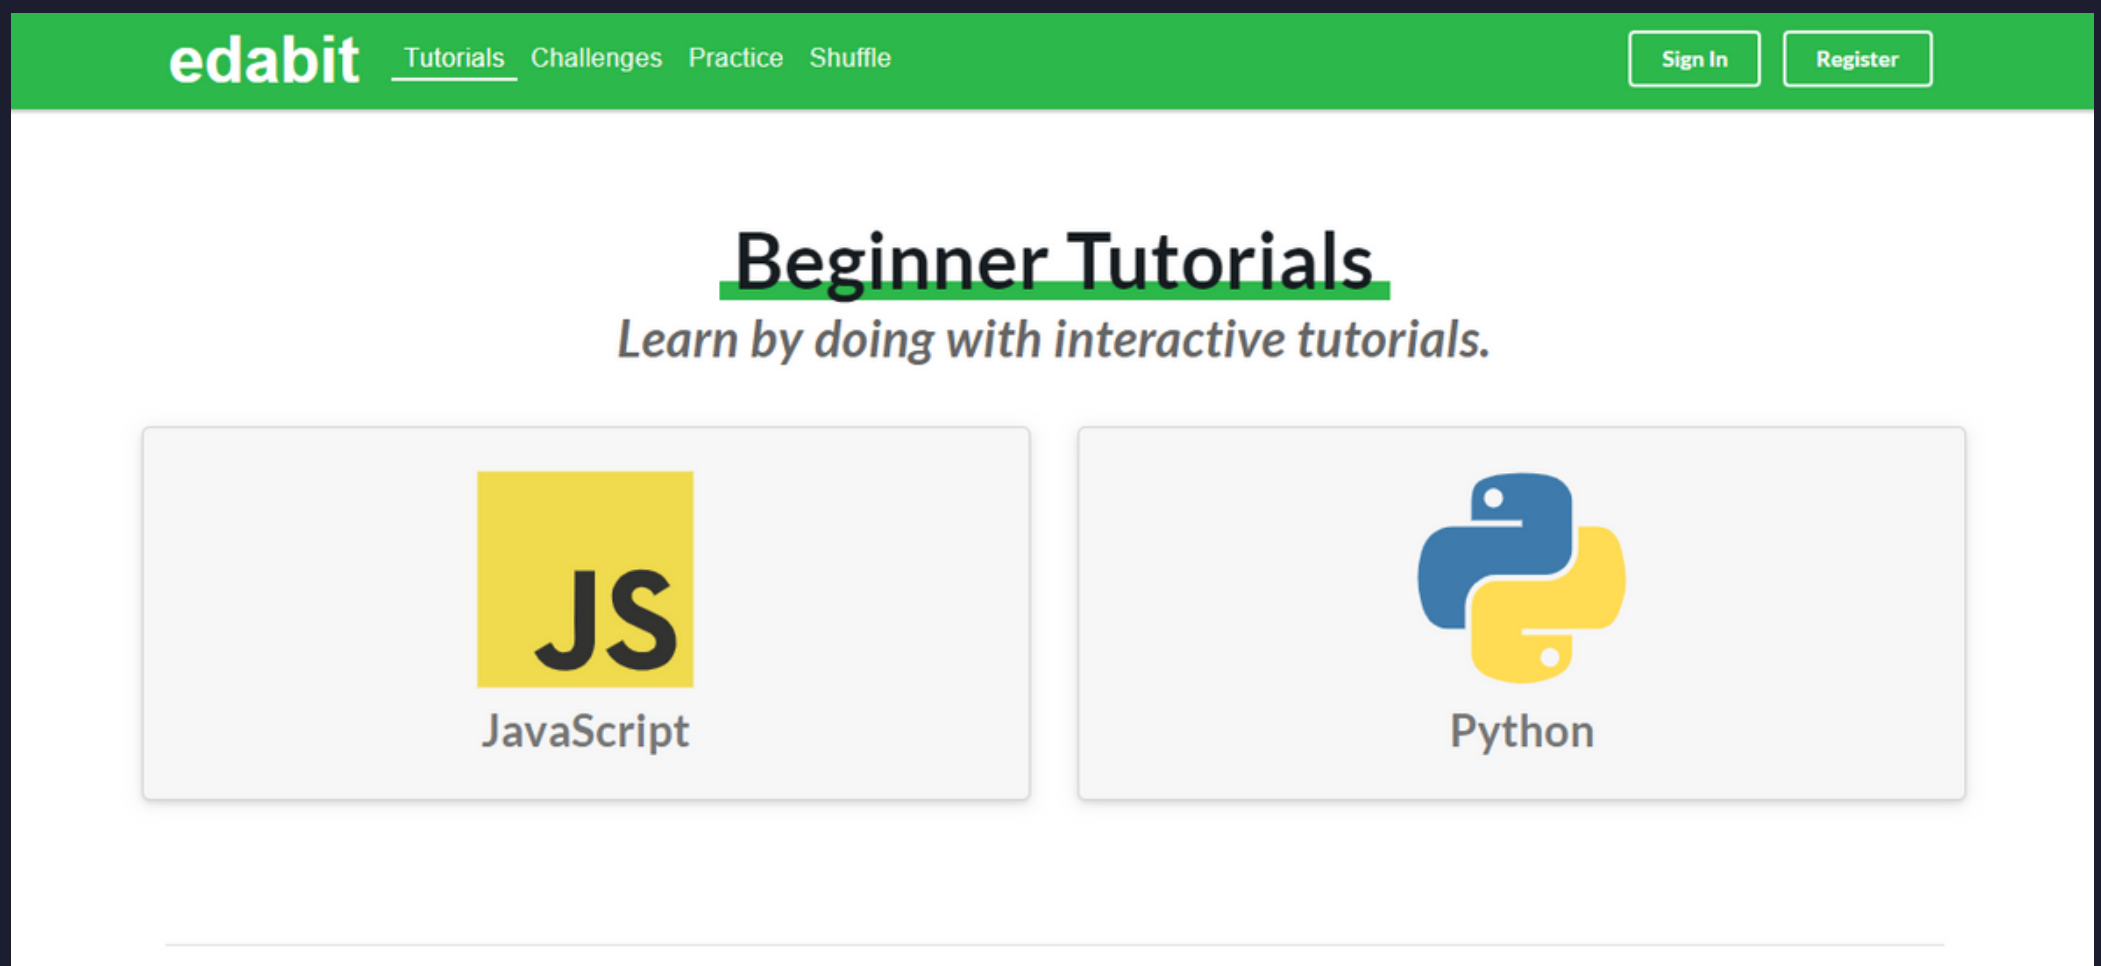 edabit Tutorials Challenges Practice Shuffle Sign In Register
Beginner Tutorials
Learn by doing with interactive tutorials.
JS
JavaScript
Python